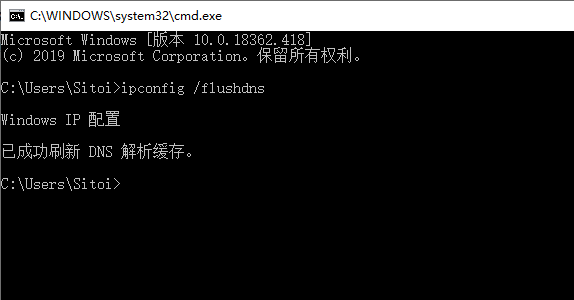 C:\WINDOWS\system32\cmd.exe
Microsoft Windows [版本 10.0.18362.418]
(c) 2019 Microsoft Corporation。保留所有权利。
C:\Users\Sitoi>ipconfig /flushdns
Windows IP 配置
已成功刷新 DNS 解析缓存。
C:\Users\Sitoi>